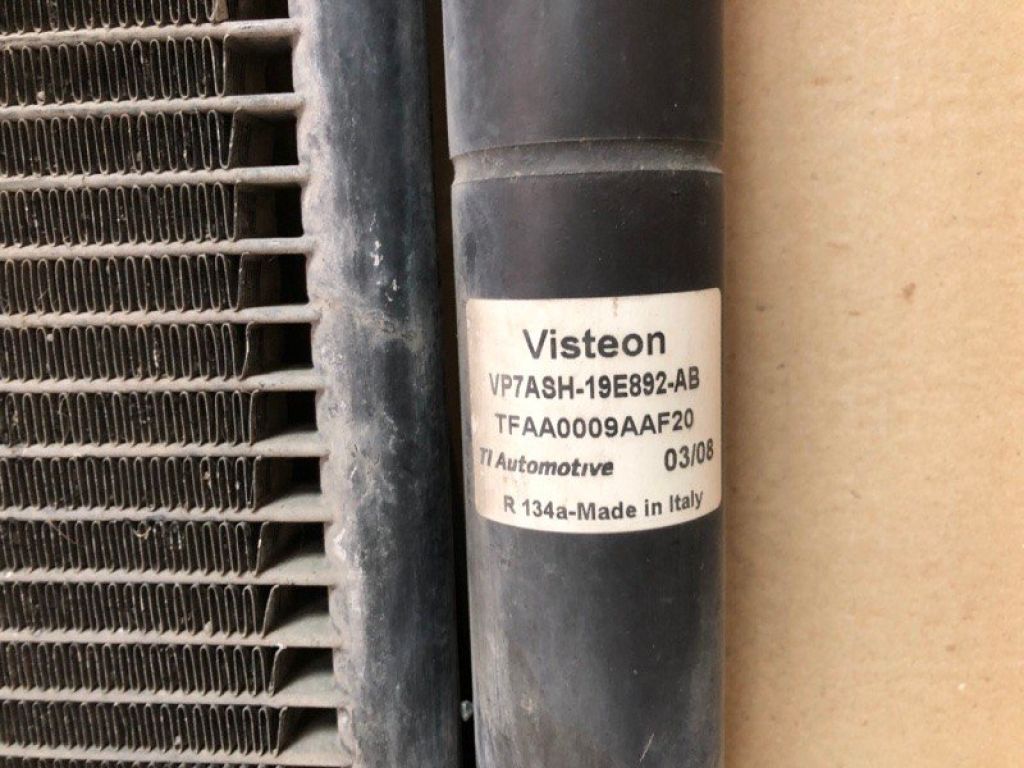 Visteon
VP7ASH-19E892-AB
TFAA0009AAF20
TI Automotive 03/08
R 134a-Made in Italy